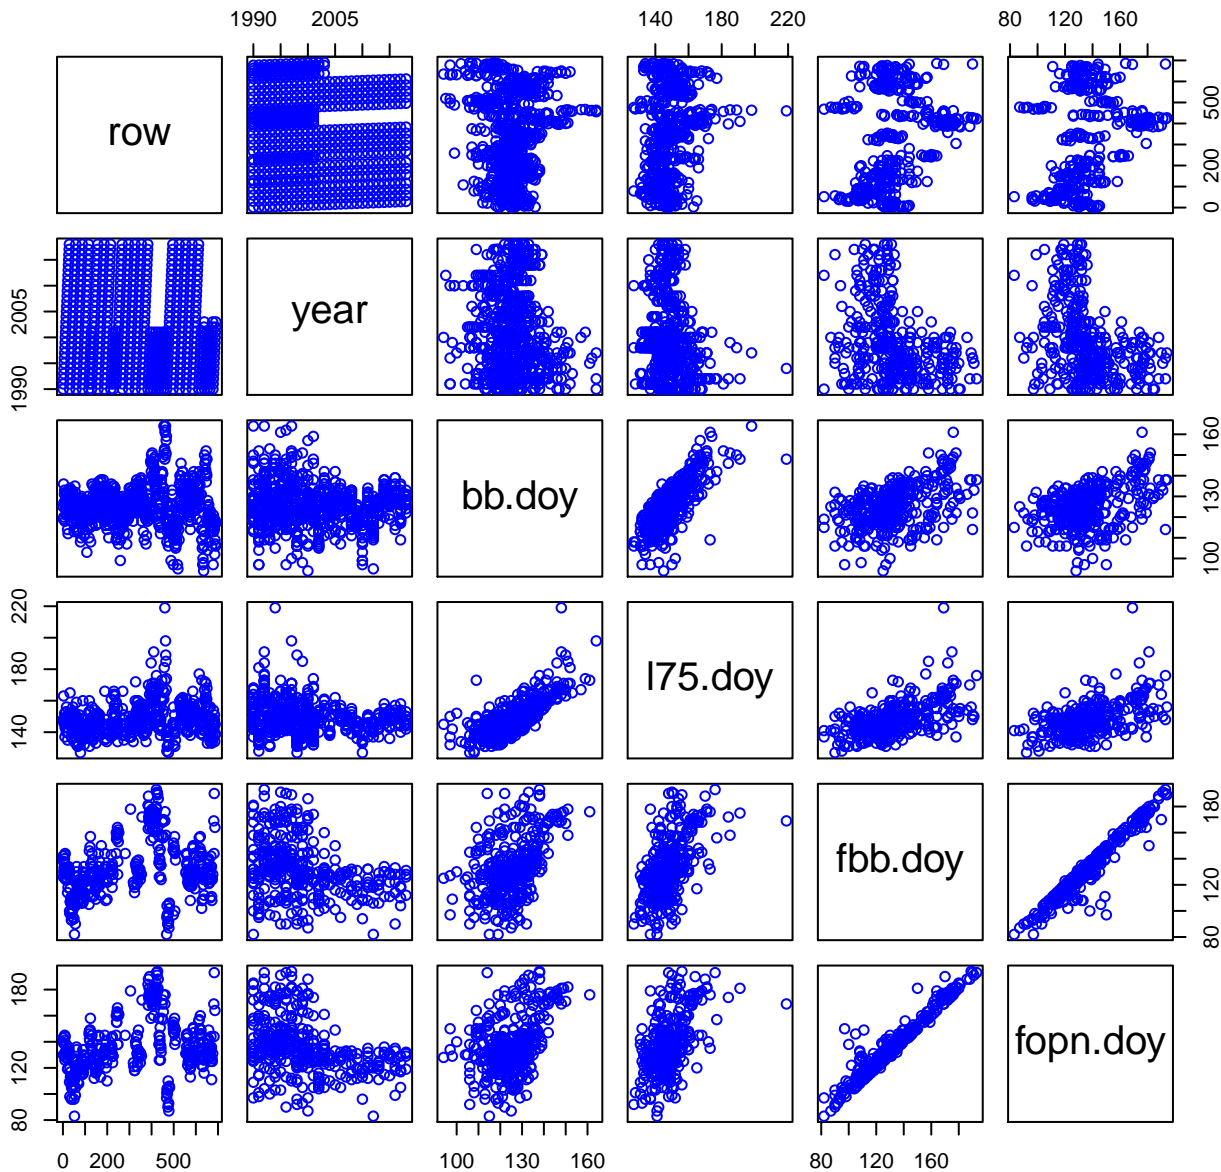 1990 2005 140 180 220 80 120 160
row 0 200 500
1990 2005 year
bb.doy 100 130 160
140 180 220 l75.doy
fbb.doy 80 120 180
80 120 180 fopn.doy
0 200 500 100 130 160 80 120 160